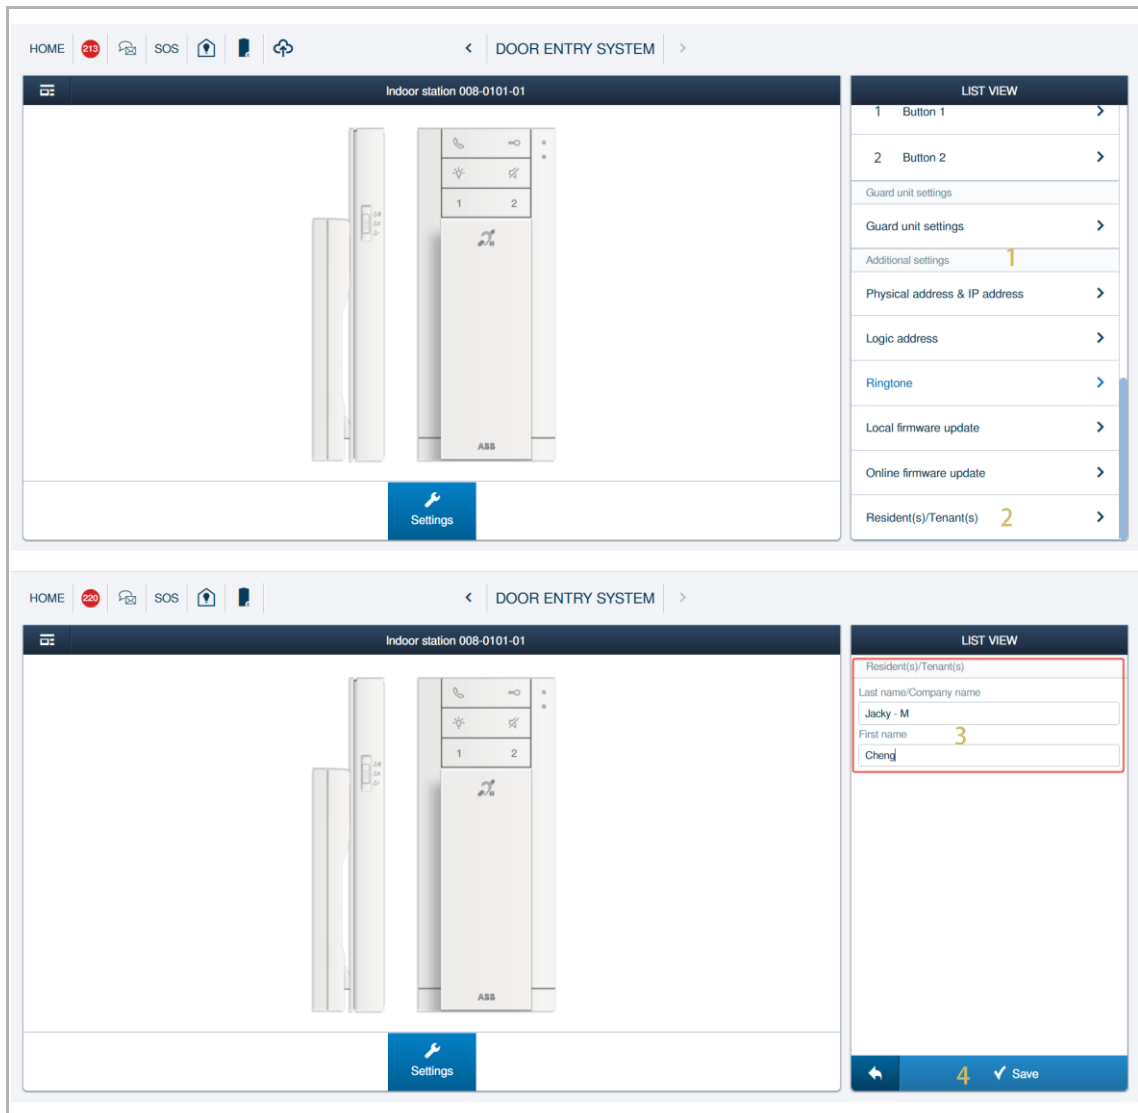 HOME 213 SOS < DOOR ENTRY SYSTEM >
Indoor station 008-0101-01
LIST VIEW
1 Button 1
2 Button 2
Guard unit settings
Guard unit settings
Additional settings 1
Physical address & IP address
Logic address
Ringtone
Local firmware update
Online firmware update
Resident(s)/Tenant(s) 2
1 2
ABB
Settings
HOME 220 SOS < DOOR ENTRY SYSTEM >
Indoor station 008-0101-01
LIST VIEW
Resident(s)/Tenant(s)
Last name/Company name
Jacky - M
First name 3
Cheng
1 2
ABB
Settings
4 Save